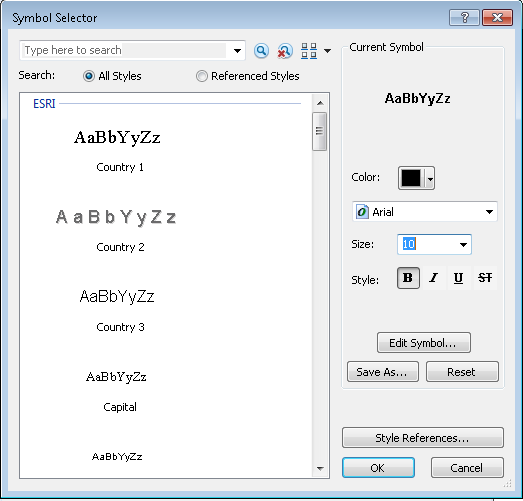 Symbol Selector
Type here to search
Search:
All Styles
Referenced Styles
ESRI
AaBbYyZz
Country 1
AaBbYyZz
Country 2
AaBbYyZz
Country 3
AaBbYyZz
Capital
AaBbYyZz
Current Symbol
AaBbYyZz
Color:
Arial
Size:
10
Style:
B I U ST
Edit Symbol...
Save As...
Reset
Style References...
OK
Cancel